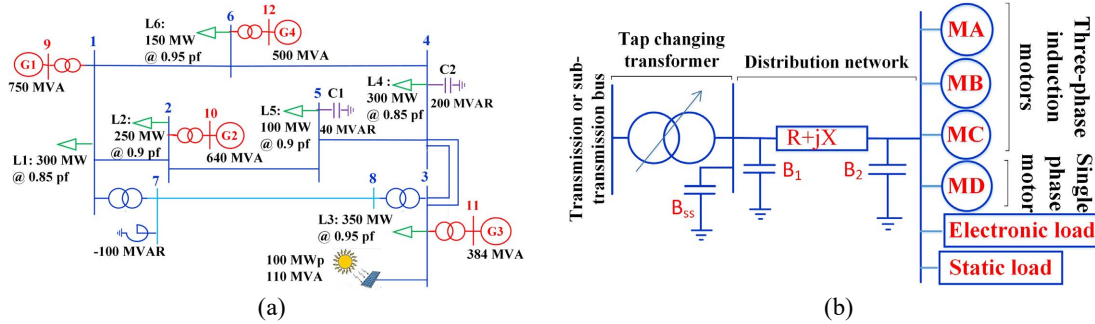 12
6
L6:
150 MW
@ 0.95 pf
G4
500 MVA
9
1
G1
750 MVA
4
L4
C2
300 MW
@ 0.85 pf
200 MVAR
5
C1
L5:
100 MW
@ 0.9 pf
40 MVAR
2
10
L2:
250 MW
@ 0.9 pf
G2
640 MVA
L1: 300 MW
@ 0.85 pf
7
8
3
11
L3: 350 MW
@ 0.95 pf
G3
384 MVA
-100 MVAR
100 MWp
110 MVA
(a)
Transmission or sub-
transmission bus
Tap changing
transformer
Distribution network
R+jX
B1
B2
Bss
MA
MB
MC
MD
Three-phase
induction
motors
Single
phase
motor
Electronic load
Static load
(b)